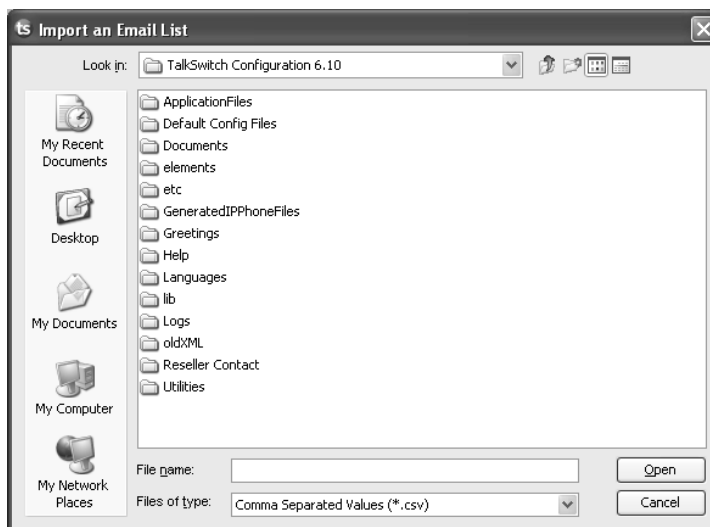 ts Import an Email List
Look in:
TalkSwitch Configuration 6.10
My Recent
Documents
Desktop
My Documents
My Computer
My Network
Places
ApplicationFiles
Default Config Files
Documents
elements
etc
GeneratedIPPhoneFiles
Greetings
Help
Languages
lib
Logs
oldXML
Reseller Contact
Utilities
File name:
Open
Files of type:
Comma Separated Values (*.csv)
Cancel